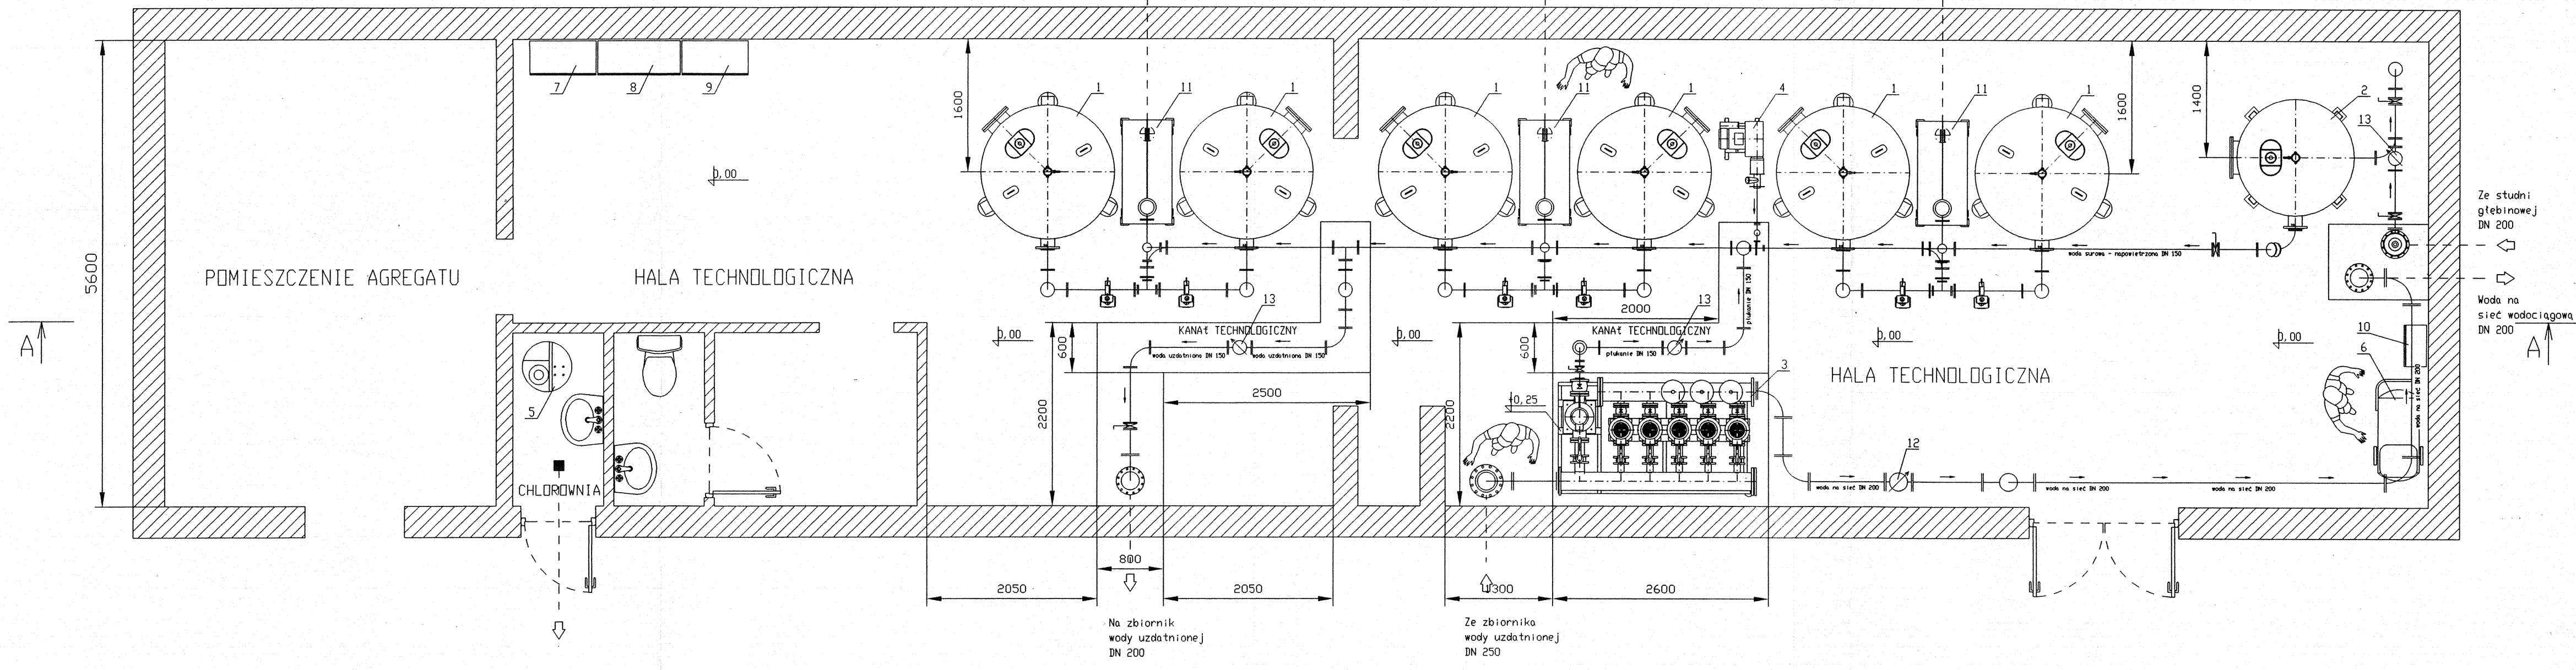 7
8
9
1600
1
11
1
1
11
1
4
1
11
1
1600
1400
2
13
0,00
Ze studni
głębinowej
DN 200
5600
POMIESZCZENIE AGREGATU
HALA TECHNOLOGICZNA
woda surowa - napowietrzona DN 150
Woda na
sieć wodociągową
DN 200
A
A
13
13
płukanie DN 150
2000
0,00
KANAŁ TECHNOLOGICZNY
0,00
KANAŁ TECHNOLOGICZNY
0,00
0,00
10
600
woda uzdatniona DN 150
woda uzdatniona DN 150
600
płukanie DN 150
6
HALA TECHNOLOGICZNA
3
5
2500
2200
2200
+0,25
woda na sieć DN 200
12
CHLOROWNIA
woda na sieć DN 200
woda na sieć DN 200
woda na sieć DN 200
800
2050
2050
1300
2600
Na zbiornik
wody uzdatnionej
DN 200
Ze zbiornika
wody uzdatnionej
DN 250